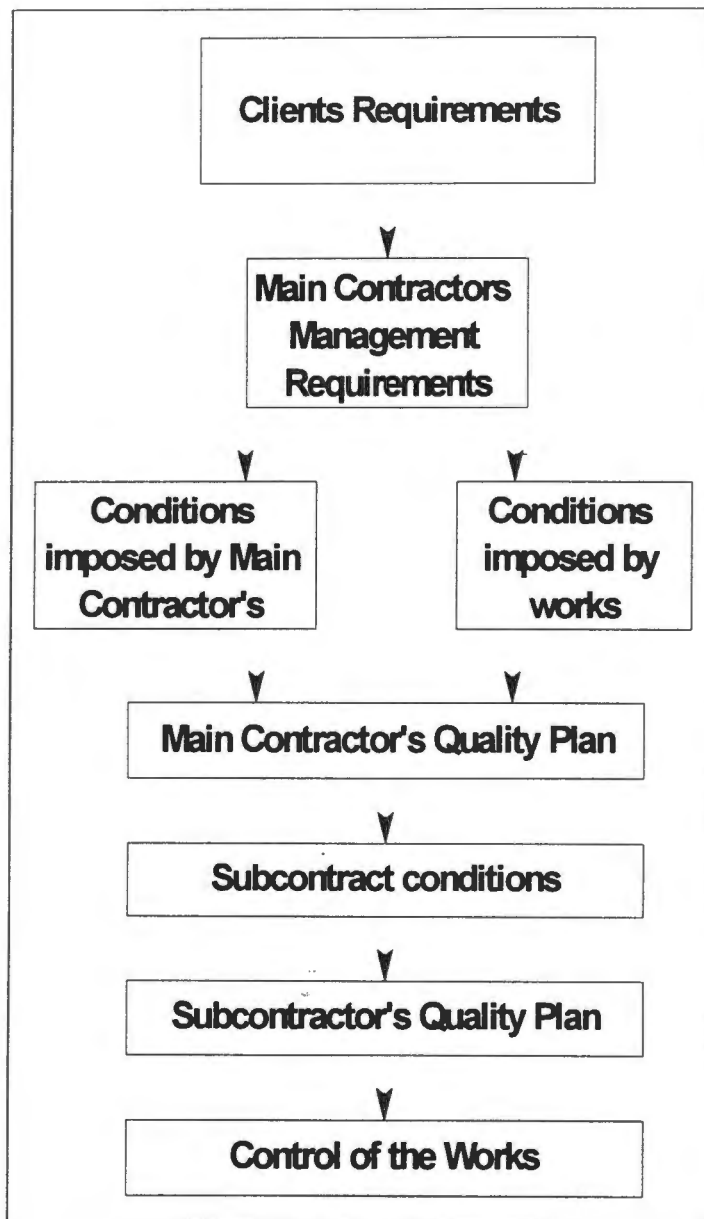 Clients Requirements
Main Contractors
Management
Requirements
Conditions
imposed by Main
Contractor's
Conditions
imposed by
works
Main Contractor's Quality Plan
Subcontract conditions
Subcontractor's Quality Plan
Control of the Works